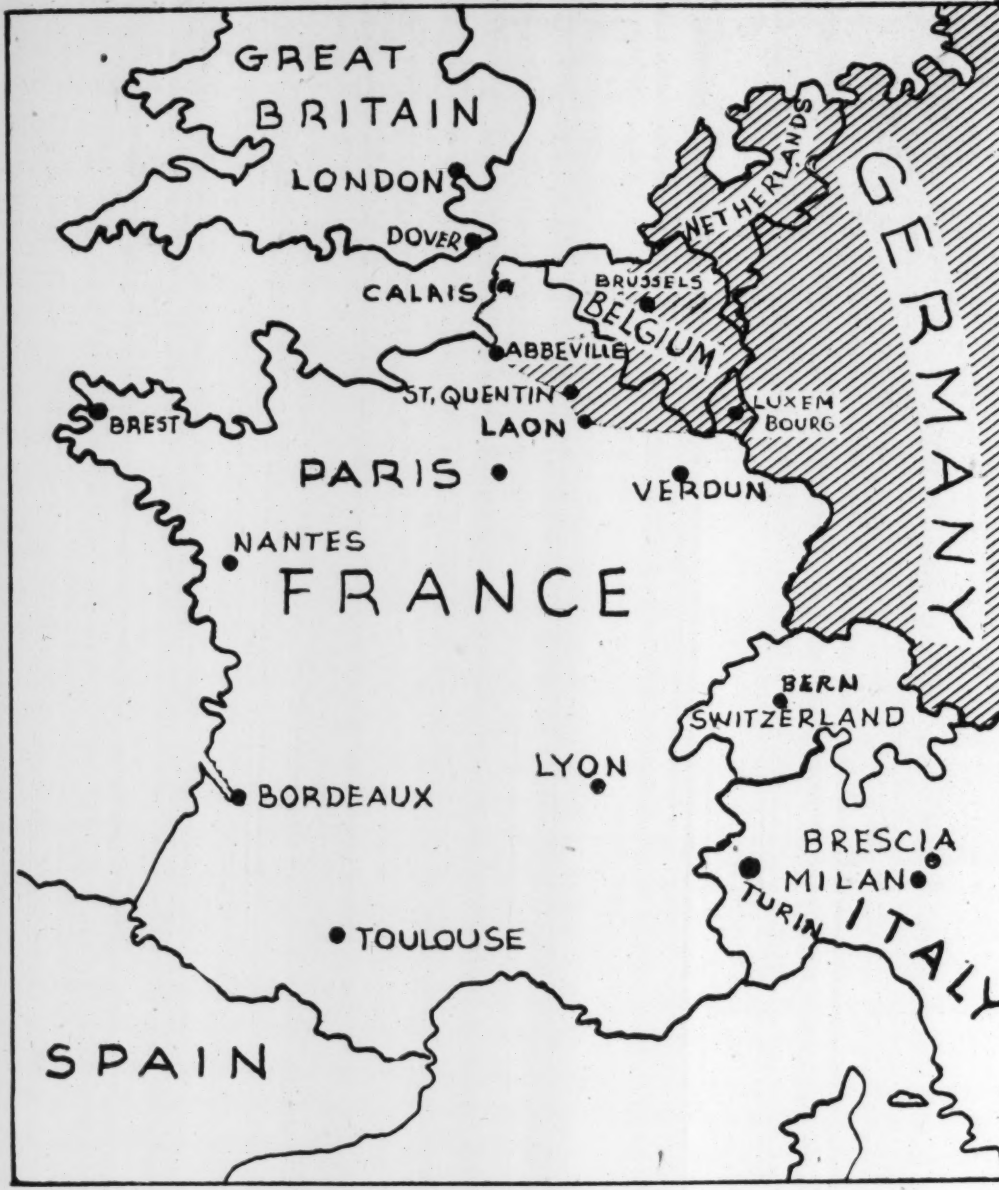 GREAT
BRITAIN
LONDON
DOVER
NETHERLANDS
GERMANY
CALAIS
BRUSSELS
BELGIUM
ABBEVILLE
ST, QUENTIN
LUXEM
BOURG
BREST
LAON
PARIS
VERDUN
NANTES
FRANCE
BERN
SWITZERLAND
LYON
BORDEAUX
BRESCIA
MILAN
TURIN
ITALY
TOULOUSE
SPAIN